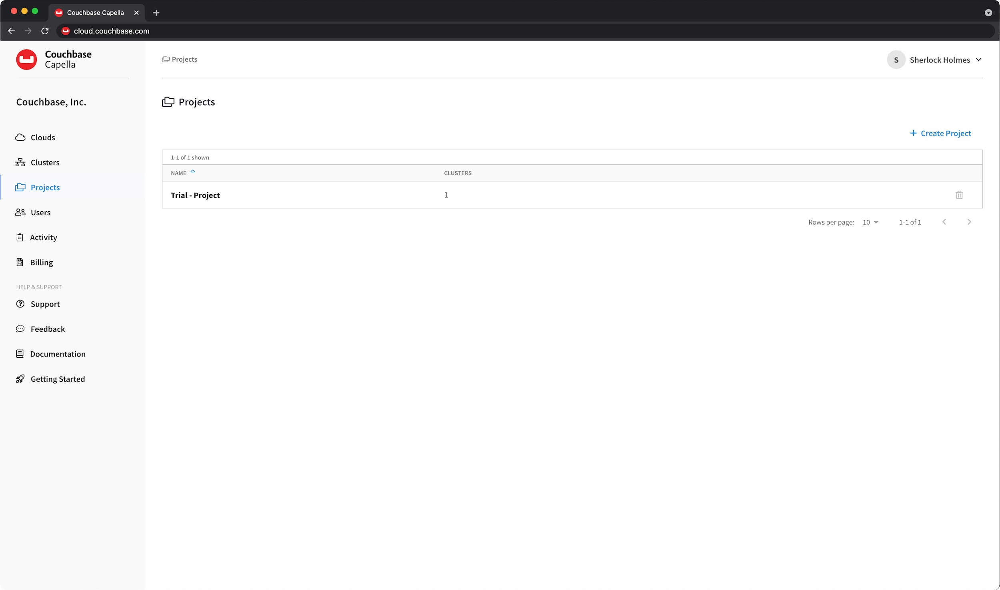 Couchbase Capella
cloud.couchbase.com
Couchbase
Capella
Projects
S Sherlock Holmes
Couchbase, Inc.
Projects
Clouds
Clusters
Projects
Users
Activity
Billing
HELP & SUPPORT
Support
Feedback
Documentation
Getting Started
Create Project
1-1 of 1 shown
NAME CLUSTERS
Trial - Project 1
Rows per page: 10 1-1 of 1